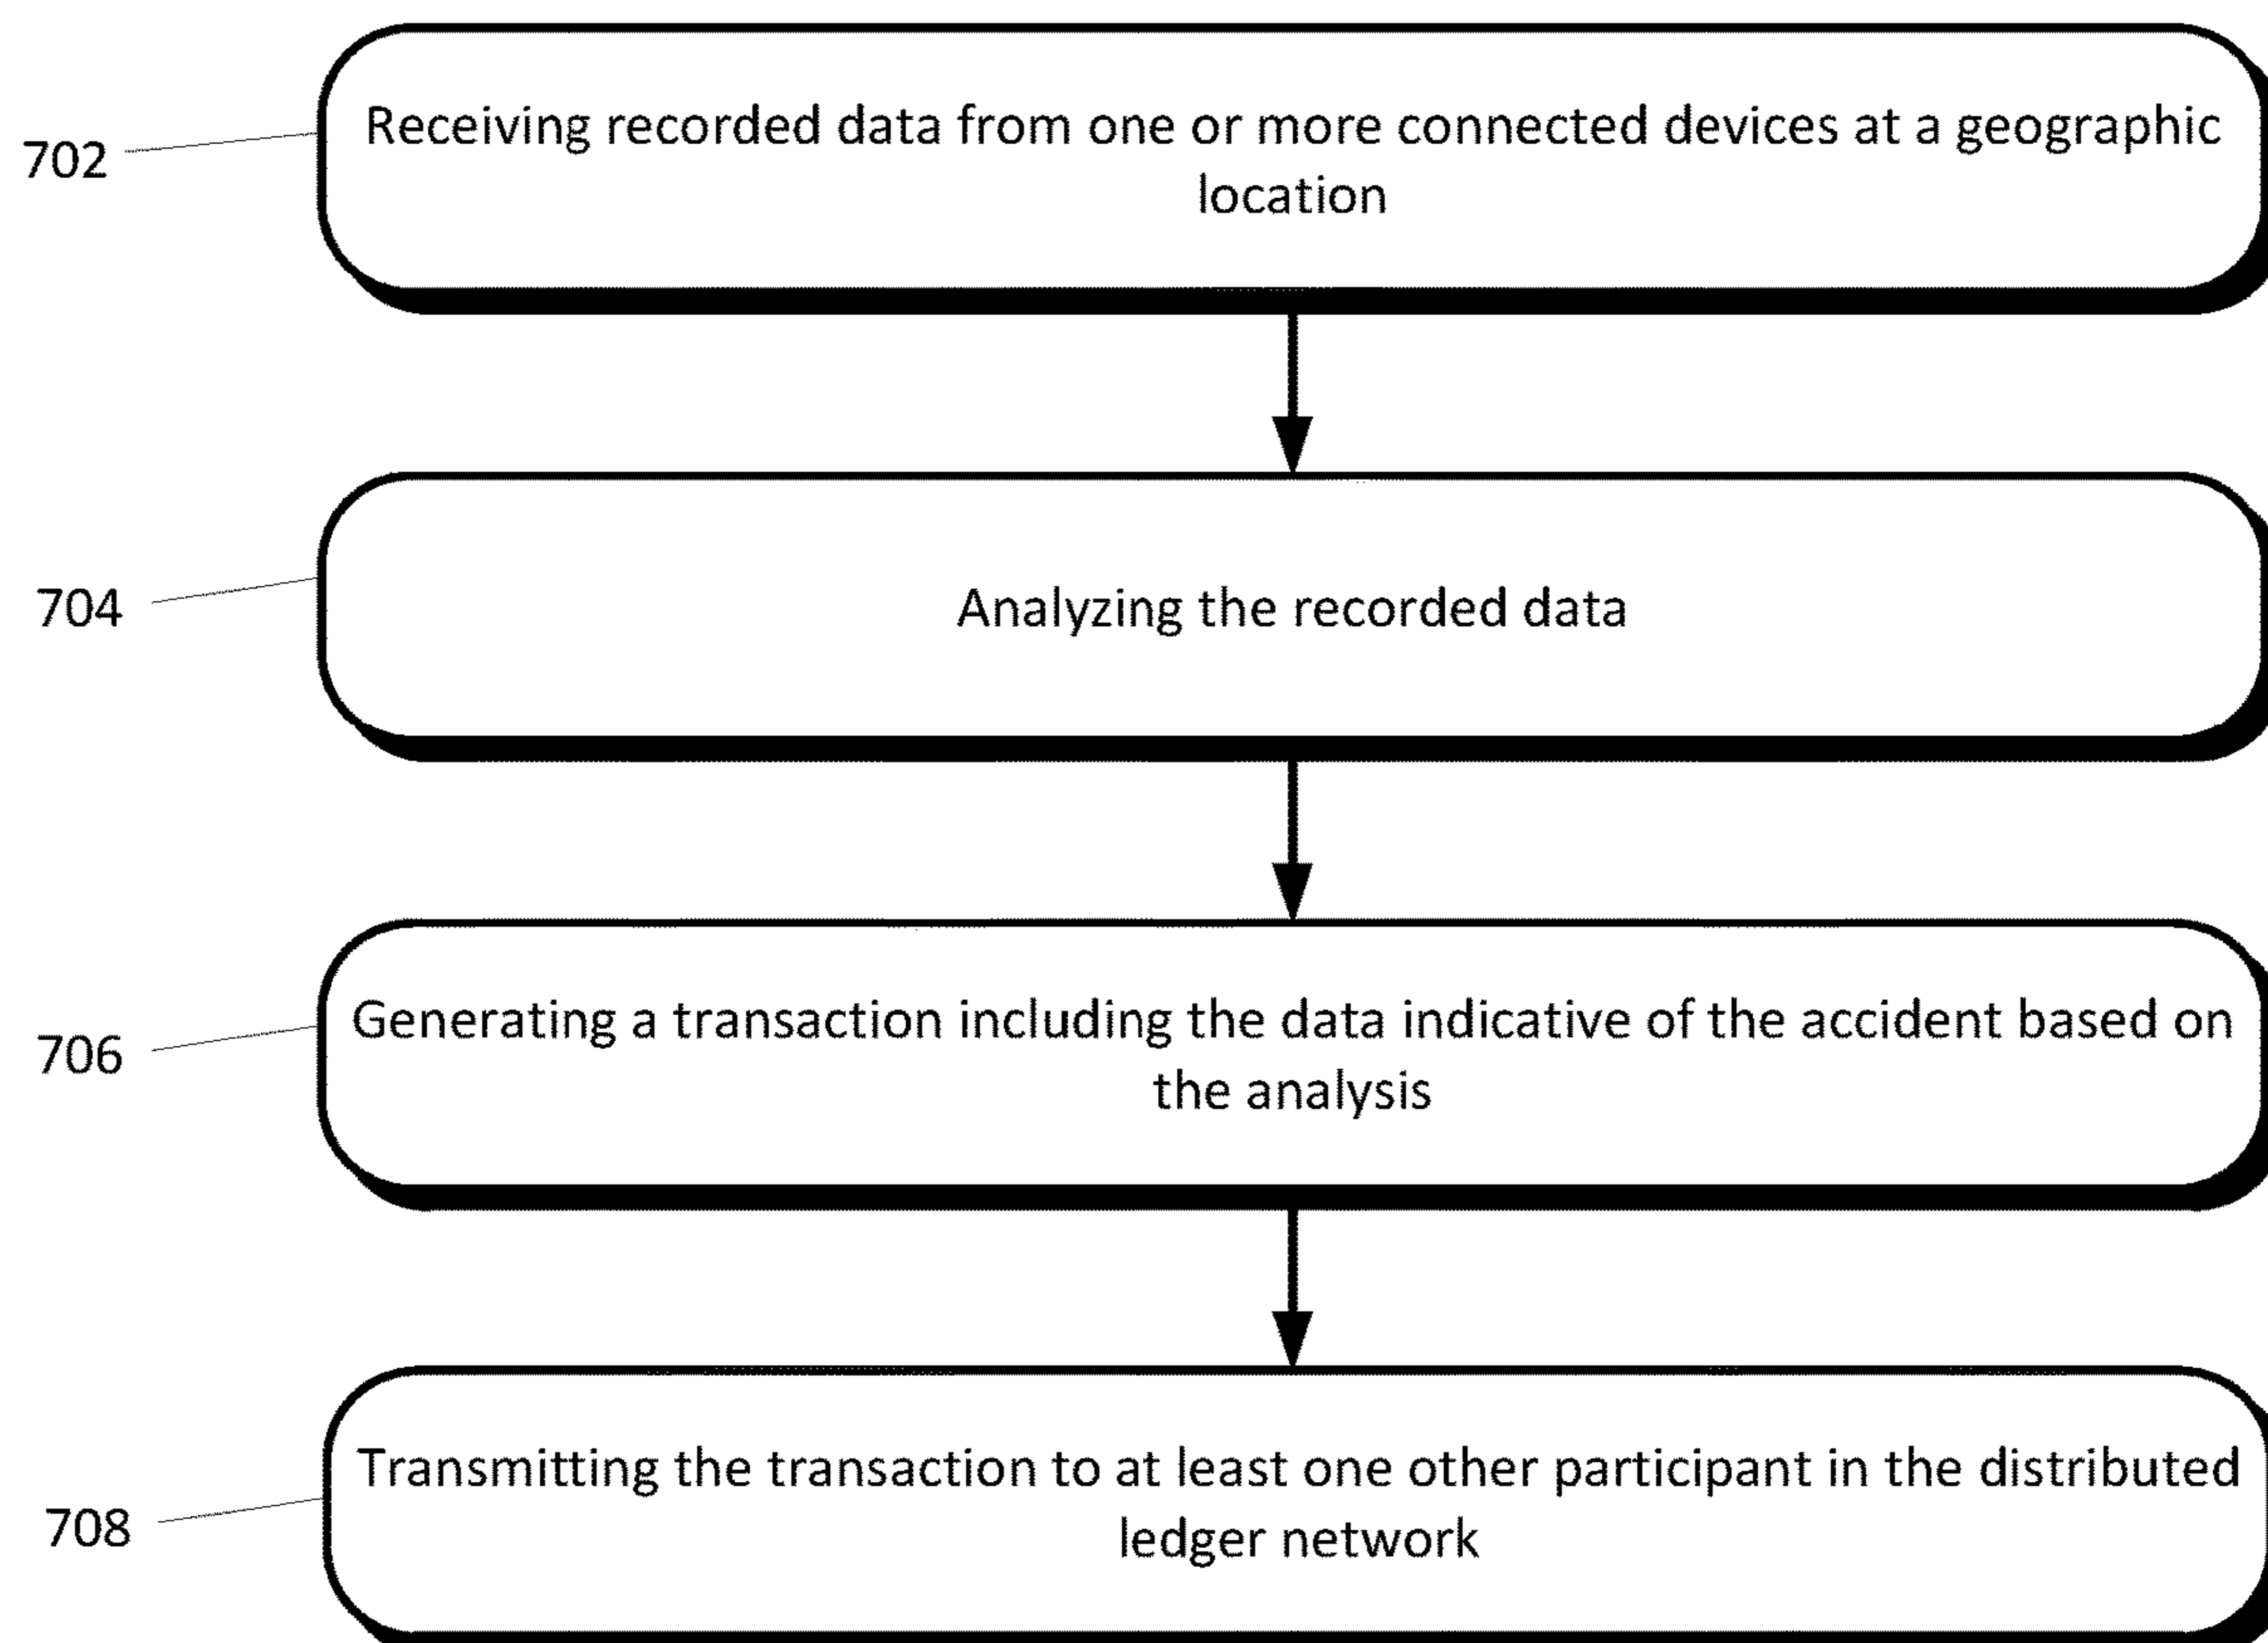 702
Receiving recorded data from one or more connected devices at a geographic
location
704
Analyzing the recorded data
706
Generating a transaction including the data indicative of the accident based on
the analysis
708
Transmitting the transaction to at least one other participant in the distributed
ledger network